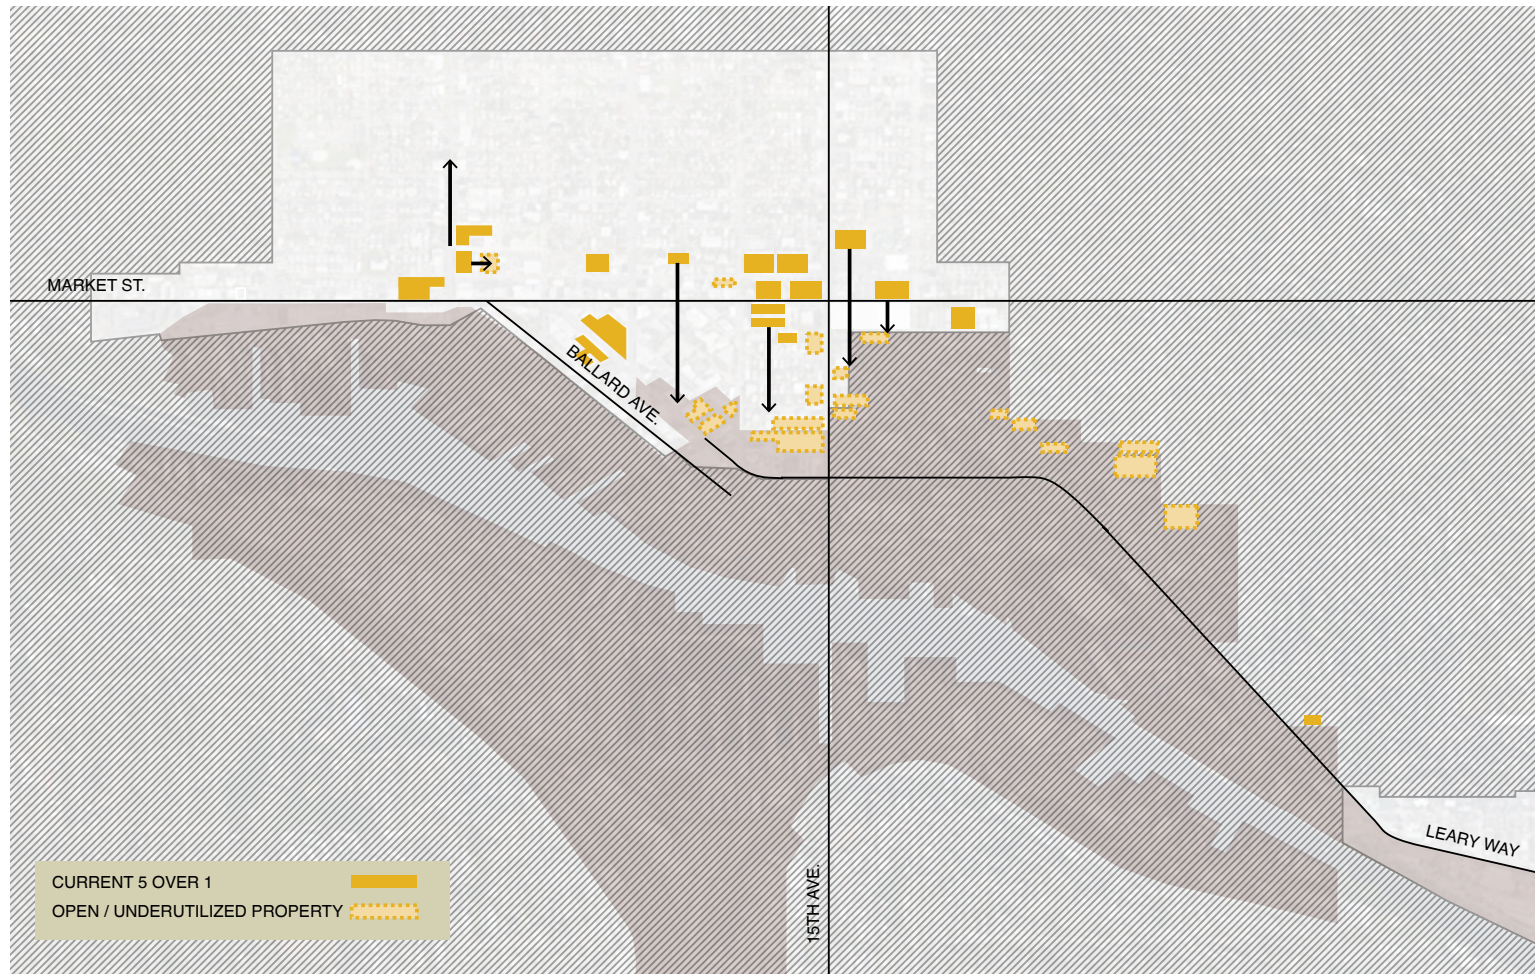 MARKET ST.
BALLARD AVE.
LEARY WAY
15TH AVE.
CURRENT 5 OVER 1
OPEN / UNDERUTILIZED PROPERTY